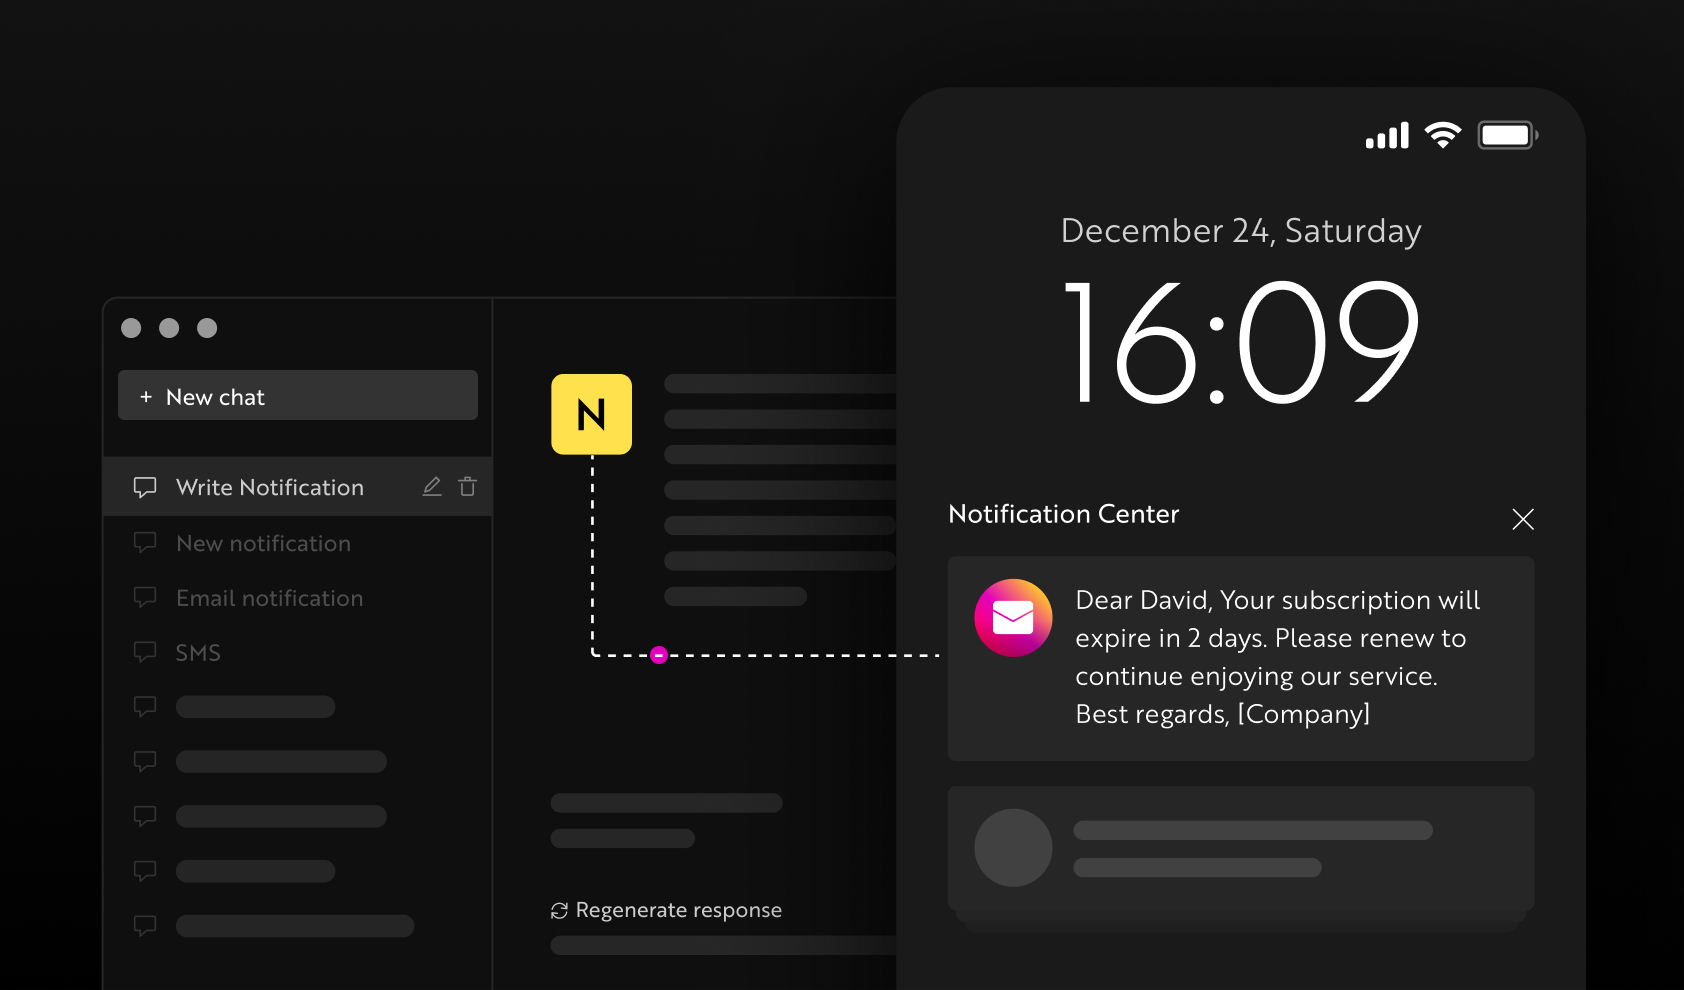 + New chat
Write Notification
New notification
Email notification
SMS
N
Regenerate response
December 24, Saturday
16:09
Notification Center
Dear David, Your subscription will
expire in 2 days. Please renew to
continue enjoying our service.
Best regards, [Company]